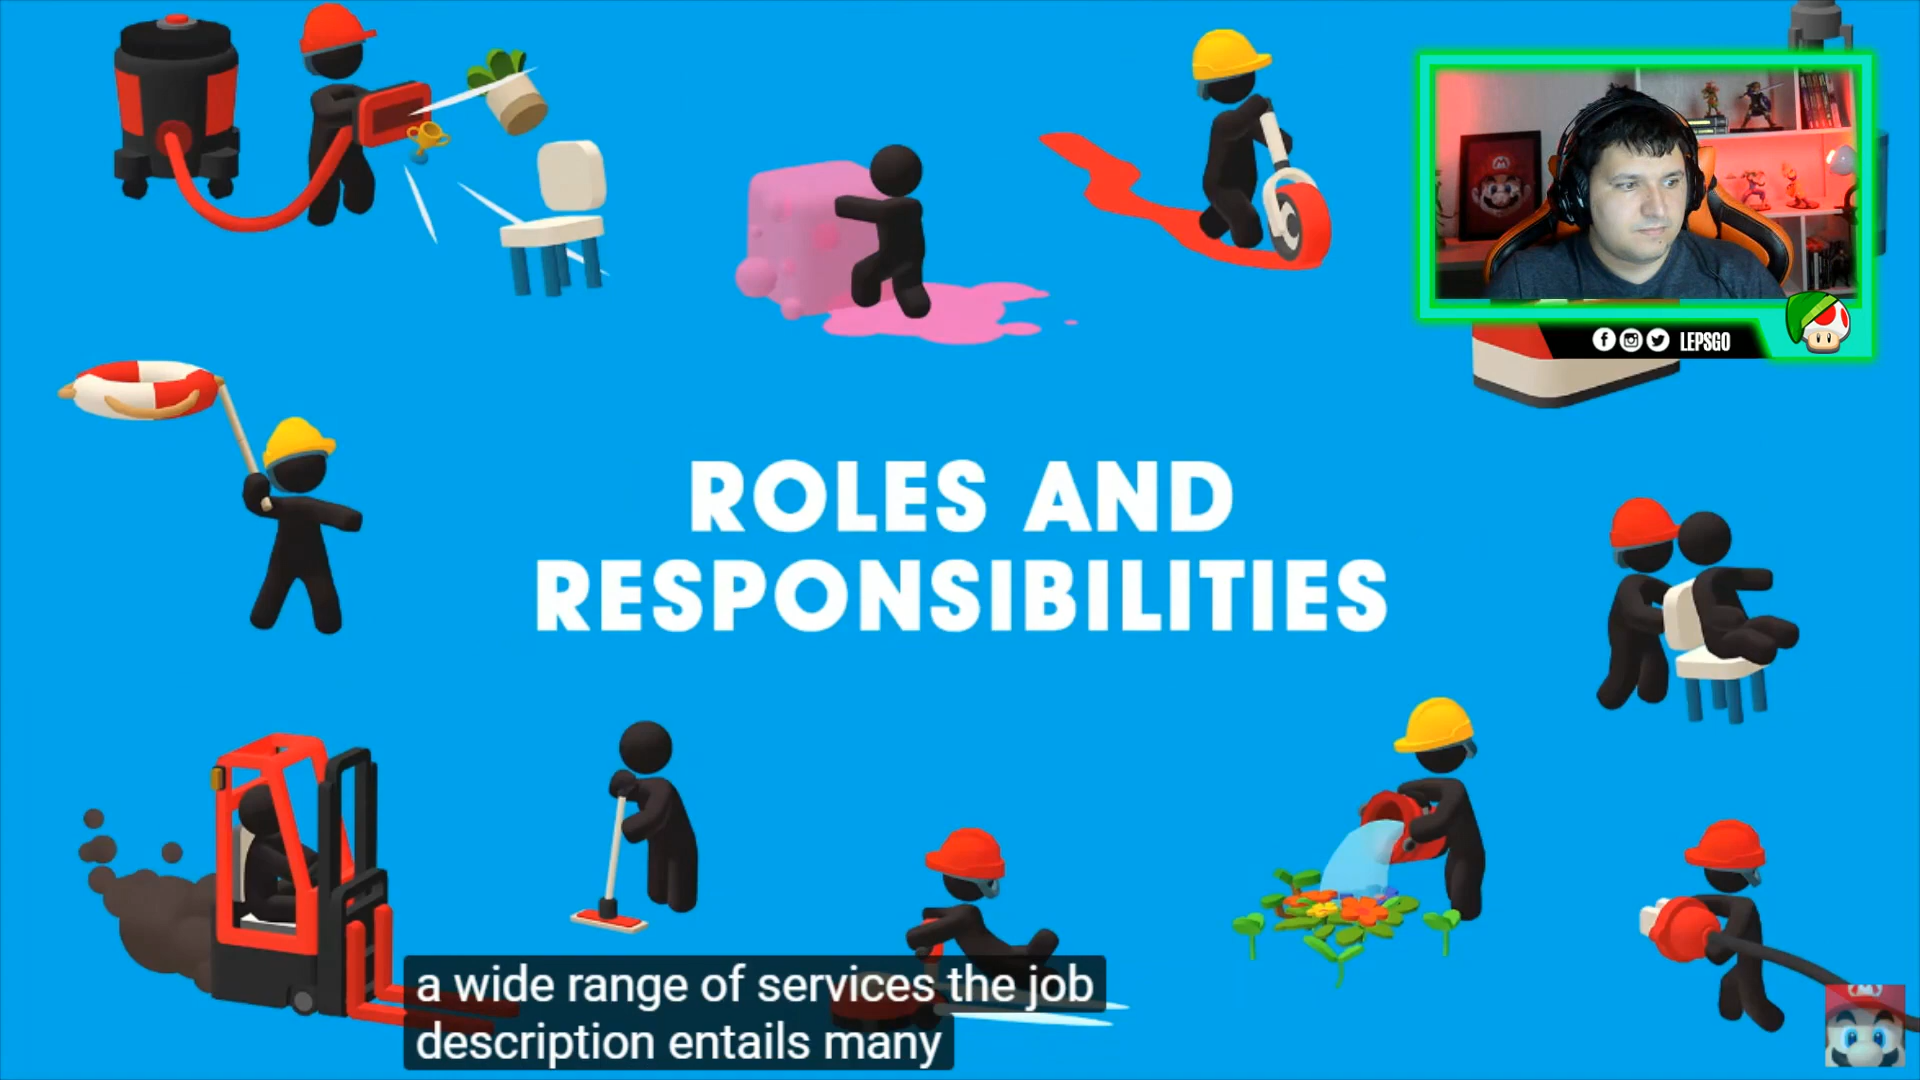 LEPSGO
ROLES AND
RESPONSIBILITIES
a wide range of services the job
description entails many